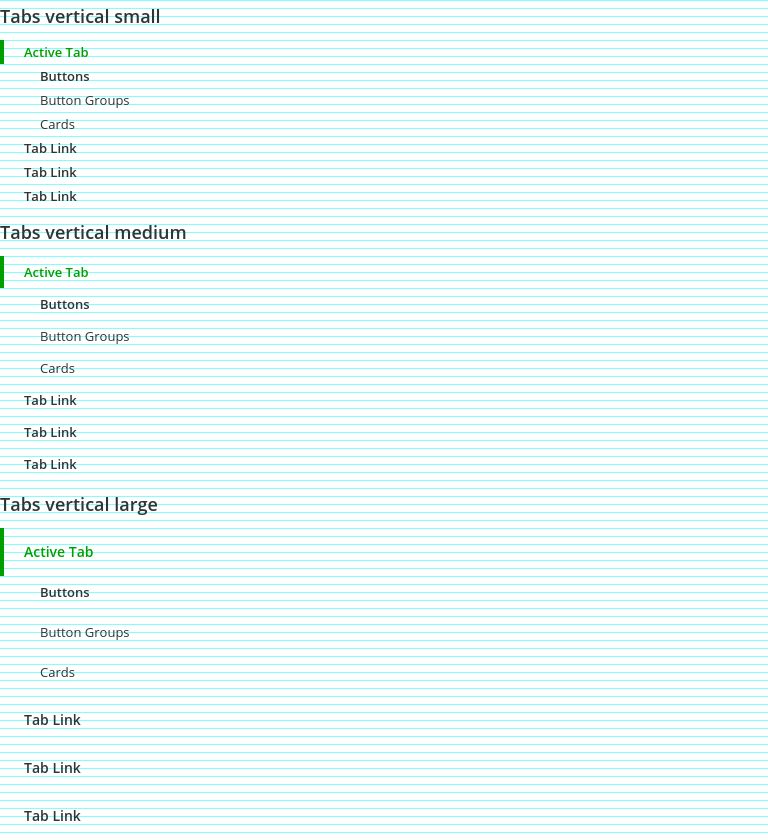 Tabs vertical small
Active Tab
Buttons
Button Groups
Cards
Tab Link
Tab Link
Tab Link
Tabs vertical medium
Active Tab
Buttons
Button Groups
Cards
Tab Link
Tab Link
Tab Link
Tabs vertical large
Active Tab
Buttons
Button Groups
Cards
Tab Link
Tab Link
Tab Link